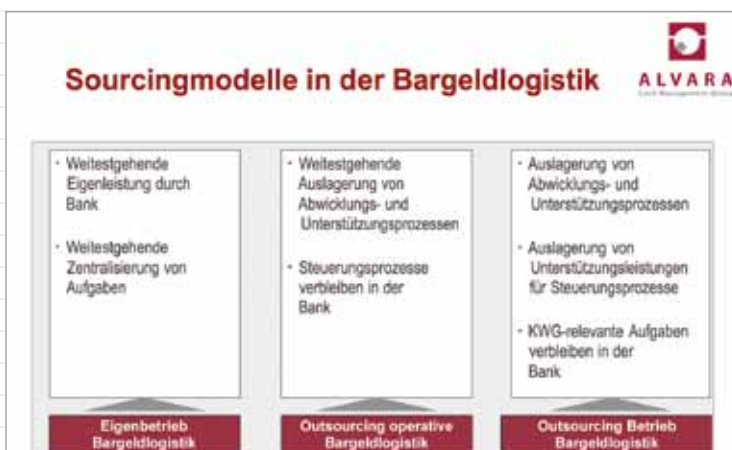 Sourcingmodelle in der Bargeldlogistik
ALVARA
· Weitestgehende
Eigenleistung durch
Bank
· Weitestgehende
Zentralisierung von
Aufgaben
· Weitestgehende
Auslagerung von
Abwicklungs- und
Unterstützungsprozessen
· Steuerungsprozesse
verbleiben in der
Bank
· Auslagerung von
Abwicklungs- und
Unterstützungsprozessen
· Auslagerung von
Unterstützungsleistungen
für Steuerungsprozesse
· KWG-relevante Aufgaben
verbleiben in der
Bank
Eigenbetrieb
Bargeldlogistik
Outsourcing operative
Bargeldlogistik
Outsourcing Betrieb
Bargeldlogistik